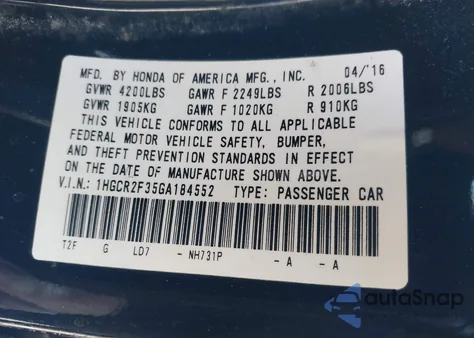 MFD. BY HONDA OF AMERICA MFG., INC. 04/'16
GVWR 4200LBS GAWR F 2249LBS R 2006LBS
GVWR 1905KG GAWR F 1020KG R 910KG
THIS VEHICLE CONFORMS TO ALL APPLICABLE
FEDERAL MOTOR VEHICLE SAFETY, BUMPER,
AND THEFT PREVENTION STANDARDS IN EFFECT
ON THE DATE OF MANUFACTURE SHOWN ABOVE.
V.I.N.: 1HGCR2F35GA184552 TYPE: PASSENGER CAR
T2F G LD7 - NH731P - A - A
autoSnap